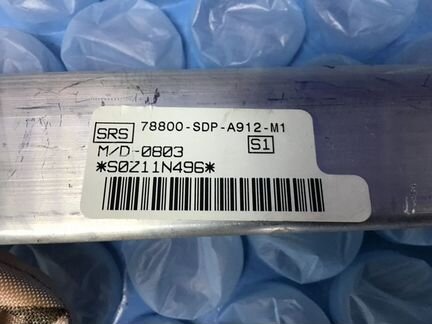 SRS 78800-SDP-A912-M1
M/D-0803 S1
*S0Z11N496*